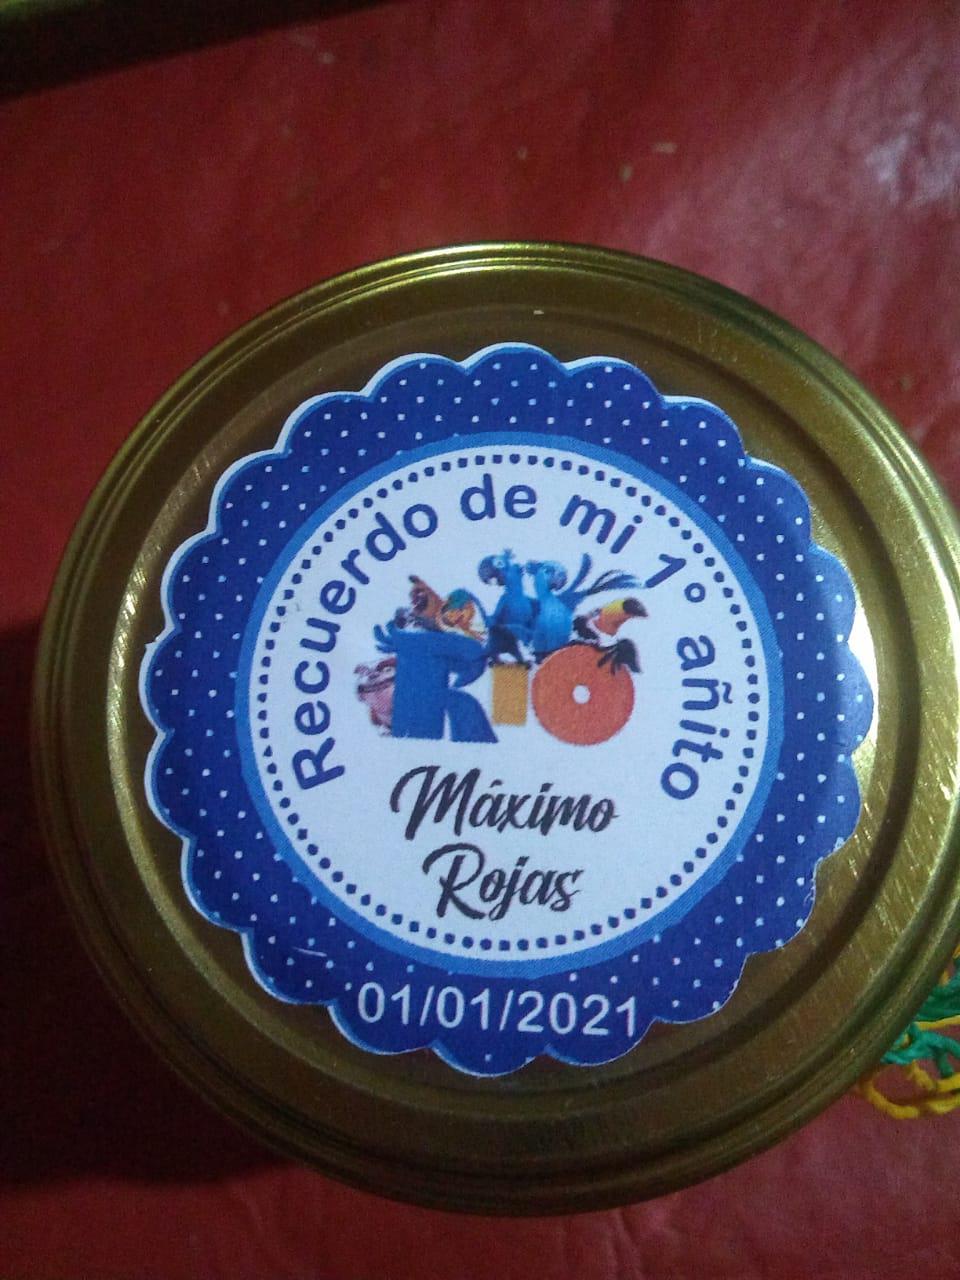 Recuerdo de mi 1° añito
RIO
Máximo
Rojas
01/01/2021